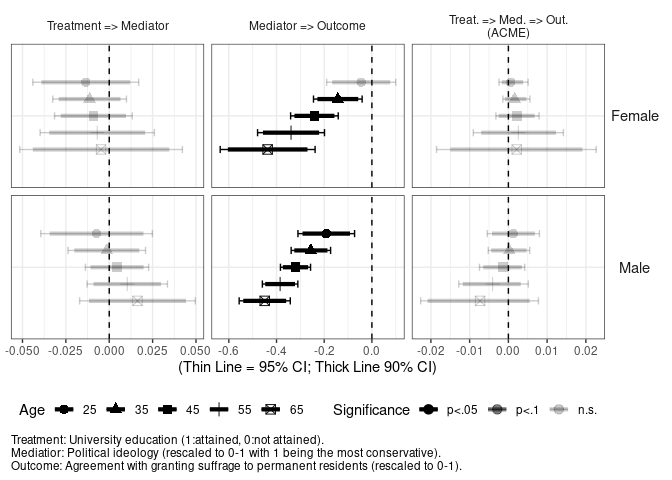 Treatment => Mediator
Mediator => Outcome
Treat. => Med. => Out.
(ACME)
Female
Male
-0.050 -0.025 0.000 0.025 0.050
-0.6 -0.4 -0.2 0.0
-0.02 -0.01 0.00 0.01 0.02
(Thin Line = 95% CI; Thick Line 90% CI)
Age 25 35 45 55 65 Significance p<.05 p<.1 n.s.
Treatment: University education (1:attained, 0:not attained).
Mediator: Political ideology (rescaled to 0-1 with 1 being the most conservative).
Outcome: Agreement with granting suffrage to permanent residents (rescaled to 0-1).